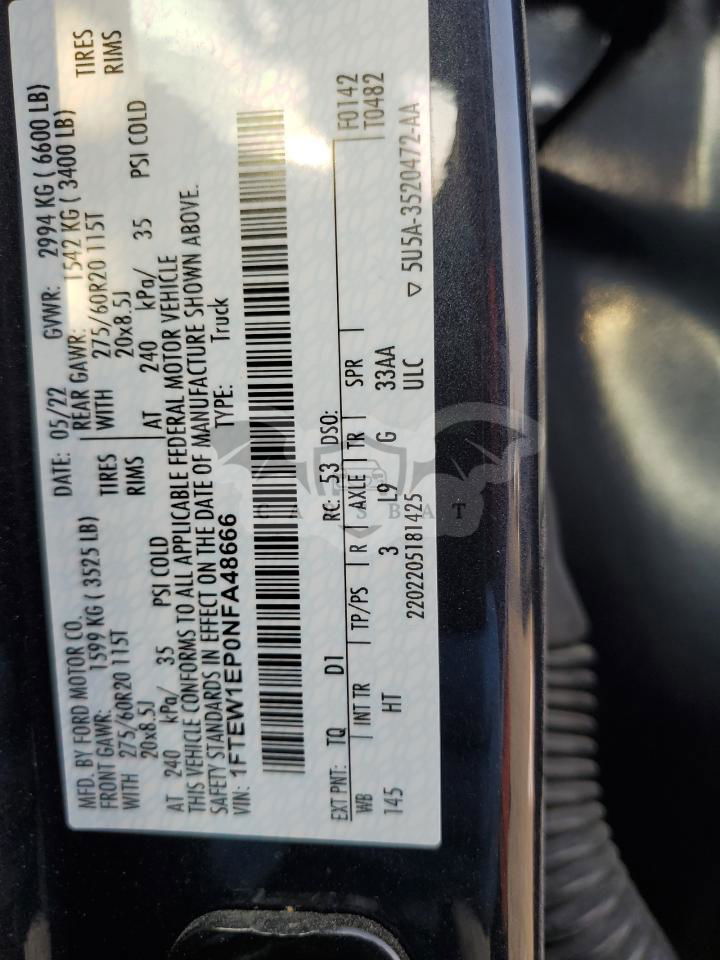 MFD. BY FORD MOTOR CO. DATE: 05/22 GVWR: 2994 KG ( 6600 LB)
FRONT GAWR: 1599 KG ( 3525 LB) REAR GAWR: 1542 KG ( 3400 LB)
WITH 275/60R20 115T TIRES WITH 275/60R20 115T TIRES
20x8.5J RIMS 20x8.5J RIMS
AT 240 kPa/ 35 PSI COLD AT 240 kPa/ 35 PSI COLD
THIS VEHICLE CONFORMS TO ALL APPLICABLE FEDERAL MOTOR VEHICLE
SAFETY STANDARDS IN EFFECT ON THE DATE OF MANUFACTURE SHOWN ABOVE.
VIN: 1FTEW1EP0NFA48666 TYPE: Truck
EXT PNT: TQ D1 RC: 53 DSO: F0142
WB INT TR TP/PS R AXLE TR SPR T0482
145 HT 3 L9 G 33AA
2202205181425 ULC ▽ 5U5A-3520472-AA
CARSBAT